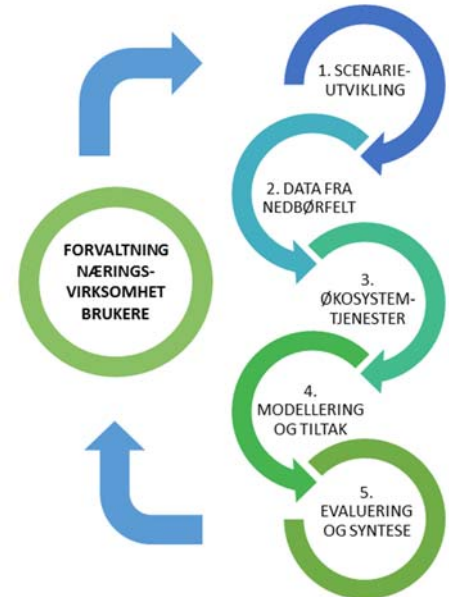 1. SCENARIE-
UTVIKLING
2. DATA FRA
NEDBØRFELT
3.
ØKOSYSTEM-
TJENESTER
4.
MODELLERING
OG TILTAK
5.
EVALUERING
OG SYNTESE
FORVALTNING
NÆRINGS-
VIRKSOMHET
BRUKERE